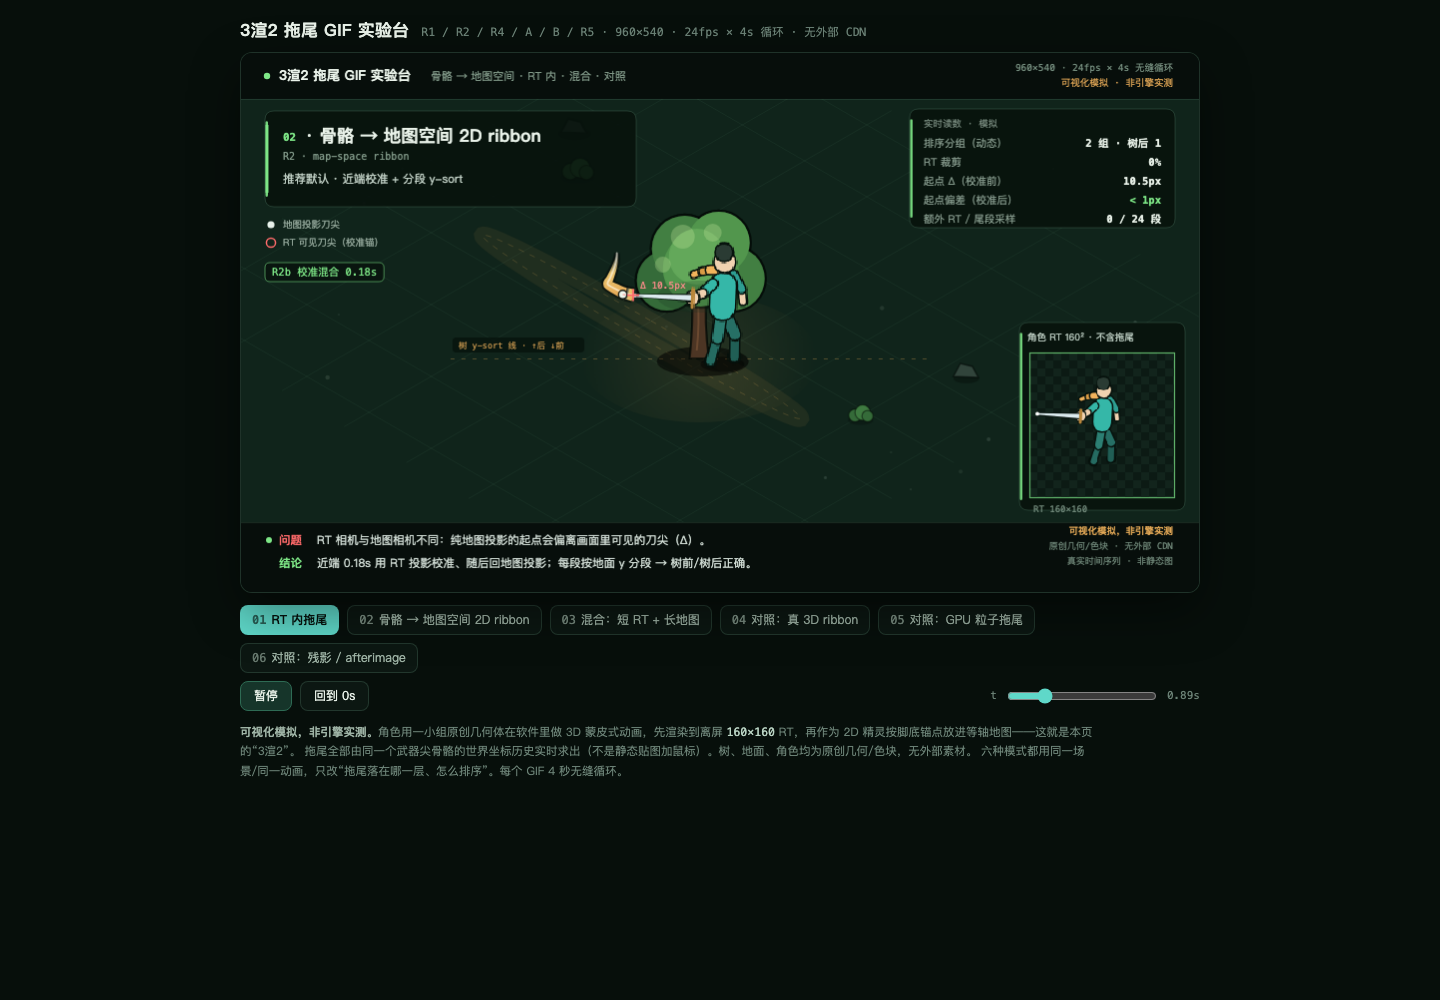 3渲2 拖尾 GIF 实验台 R1 / R2 / R4 / A / B / R5 · 960×540 · 24fps × 4s 循环 · 无外部 CDN
3渲2 拖尾 GIF 实验台 骨骼 → 地图空间 · RT 内 · 混合 · 对照
960×540 · 24fps × 4s 无缝循环
可视化模拟 · 非引擎实测
02 · 骨骼 → 地图空间 2D ribbon
R2 · map-space ribbon
推荐默认 · 近端校准 + 分段 y-sort
实时读数 · 模拟
排序分组（动态） 2 组 · 树后 1
RT 裁剪 0%
起点 Δ（校准前） 10.5px
起点偏差（校准后） < 1px
额外 RT / 尾段采样 0 / 24 段
地图投影刀尖
RT 可见刀尖（校准锚）
R2b 校准混合 0.18s
Δ 10.5px
树 y-sort 线 · ↑后 ↓前
角色 RT 160² · 不含拖尾
RT 160×160
问题 RT 相机与地图相机不同：纯地图投影的起点会偏离画面里可见的刀尖（Δ）。
结论 近端 0.18s 用 RT 投影校准、随后回地图投影；每段按地面 y 分段 → 树前/树后正确。
可视化模拟，非引擎实测
原创几何/色块 · 无外部 CDN
真实时间序列 · 非静态图
01 RT 内拖尾 02 骨骼 → 地图空间 2D ribbon 03 混合：短 RT + 长地图 04 对照：真 3D ribbon 05 对照：GPU 粒子拖尾
06 对照：残影 / afterimage
暂停 回到 0s t 0.89s
可视化模拟，非引擎实测。角色用一小组原创几何体在软件里做 3D 蒙皮式动画，先渲染到离屏 160×160 RT，再作为 2D 精灵按脚底锚点放进等轴地图——这就是本页
的“3渲2”。 拖尾全部由同一个武器尖骨骼的世界坐标历史实时求出（不是静态贴图加鼠标）。树、地面、角色均为原创几何/色块，无外部素材。 六种模式都用同一场
景/同一动画，只改“拖尾落在哪一层、怎么排序”。每个 GIF 4 秒无缝循环。